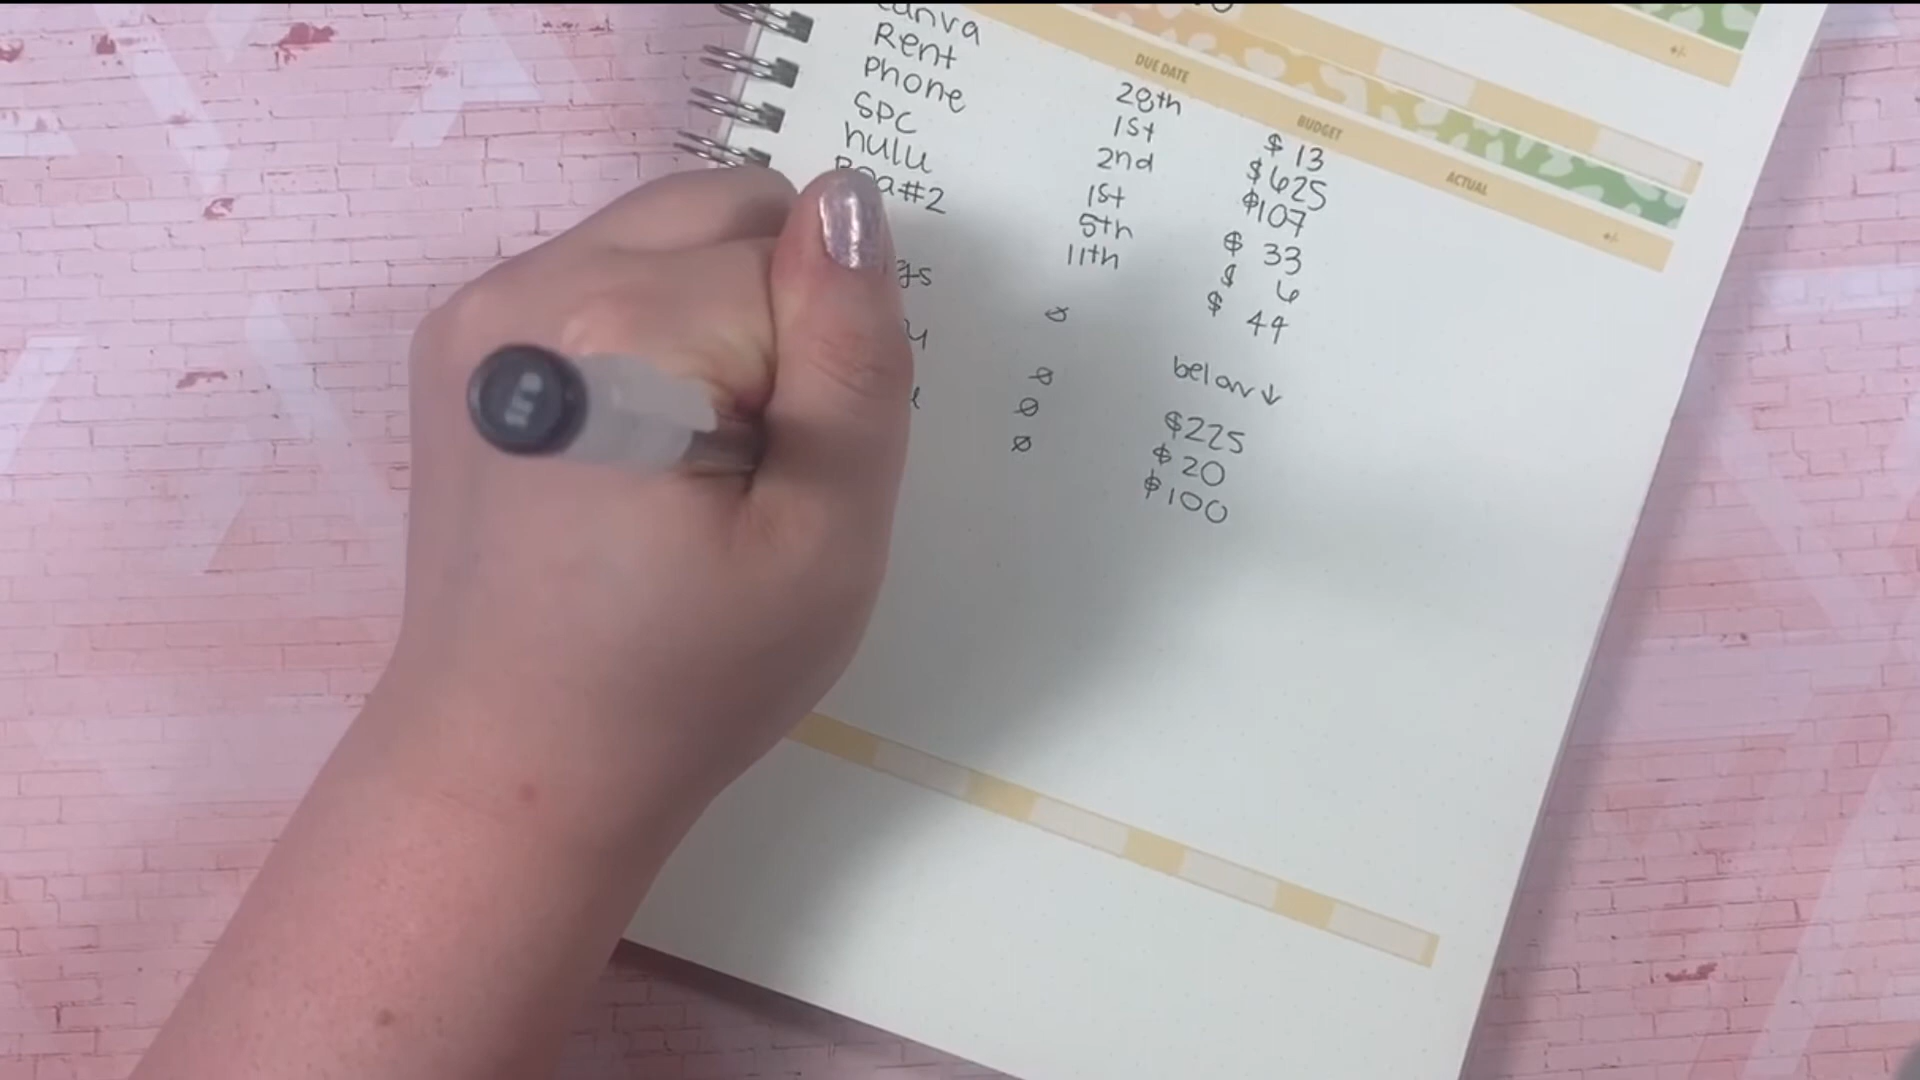 +/-
DUE DATE BUDGET ACTUAL +/-
Canva 28th $ 13
Rent 1st $625
Phone 2nd $107
SPC 1st $ 33
hulu 5th $ 6
11th $ 44
Ø below ↓
Ø $225
Ø $20
Ø $100